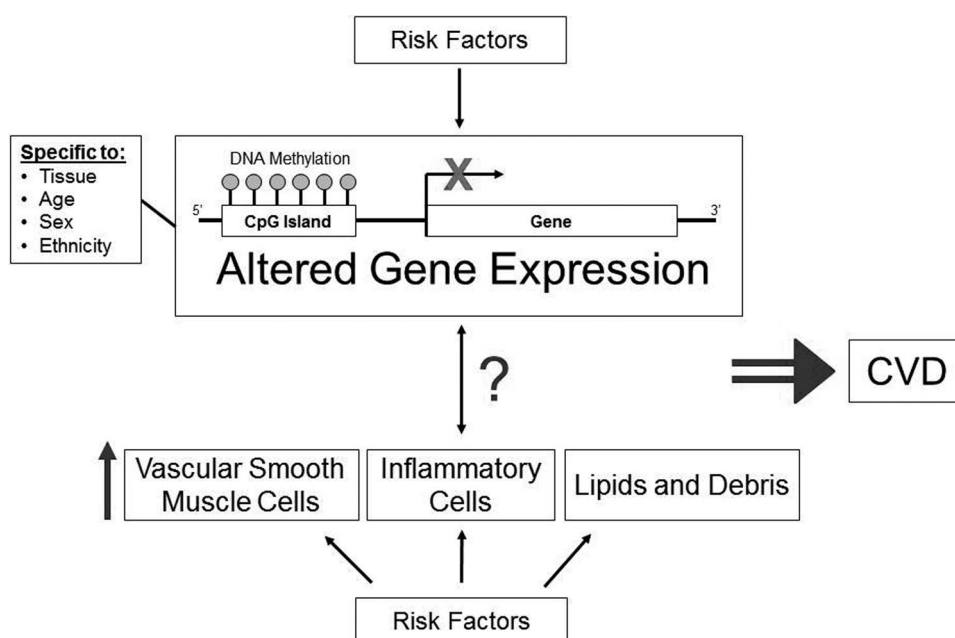 Risk Factors
Specific to:
• Tissue
• Age
• Sex
• Ethnicity
DNA Methylation
X
5'
CpG Island
Gene
3'
Altered Gene Expression
?
CVD
Vascular Smooth
Muscle Cells
Inflammatory
Cells
Lipids and Debris
Risk Factors